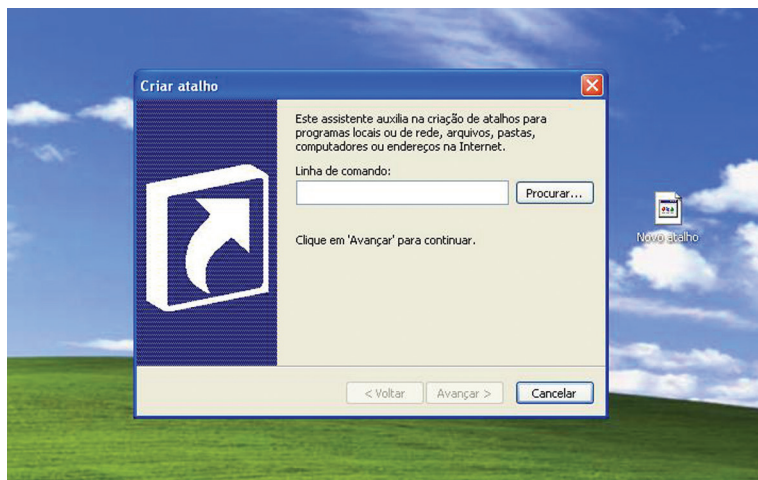 Criar atalho
Este assistente auxilia na criação de atalhos para
programas locais ou de rede, arquivos, pastas,
computadores ou endereços na Internet.
Linha de comando:
Procurar...
Clique em 'Avançar' para continuar.
Novo atalho
< Voltar
Avançar >
Cancelar